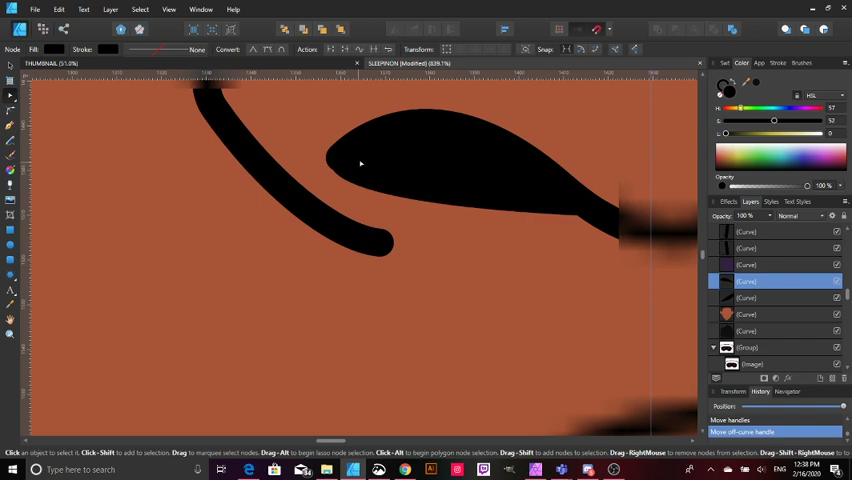 File Edit Text Layer Select View Window Help
Node Fill: Stroke: None Convert: Action: Transform: Snap:
THUMBNAIL (51.0%) SLEEPINON [Modified] (839.1%)
Set Color App Stock Brushes
HSL
H: 57
S: 52
L: 0
Opacity
100 %
Effects Layers Styles Text Styles
Opacity: 100 % Normal
(Curve)
(Curve)
(Curve)
(Curve)
(Curve)
(Curve)
(Curve)
(Group)
(Image)
Transform History Navigator
Position:
Move handles
Move off-curve handle
Click an object to select it. Click+Shift to add to selection. Drag to marquee select nodes. Drag+Alt to begin lasso node selection. Click+Alt to begin polygon node selection. Drag+Shift to add nodes to selection. Drag+RightMouse to remove nodes from selection.
Type here to search
12:38 PM
2/16/2020